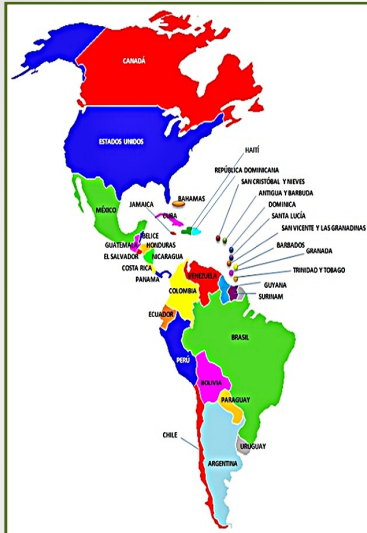 CANADÁ
ESTADOS UNIDOS
HAITÍ
REPÚBLICA DOMINICANA
SAN CRISTÓBAL Y NIEVES
ANTIGUA Y BARBUDA
DOMINICA
SANTA LUCÍA
SAN VICENTE Y LAS GRANADINAS
BARBADOS
GRANADA
TRINIDAD Y TOBAGO
GUYANA
SURINAM
BAHAMAS
JAMAICA
CUBA
MÉXICO
BELICE
GUATEMALA
HONDURAS
EL SALVADOR
NICARAGUA
COSTA RICA
PANAMA
VENEZUELA
COLOMBIA
ECUADOR
BRASIL
PERÚ
BOLIVIA
PARAGUAY
CHILE
URUGUAY
ARGENTINA